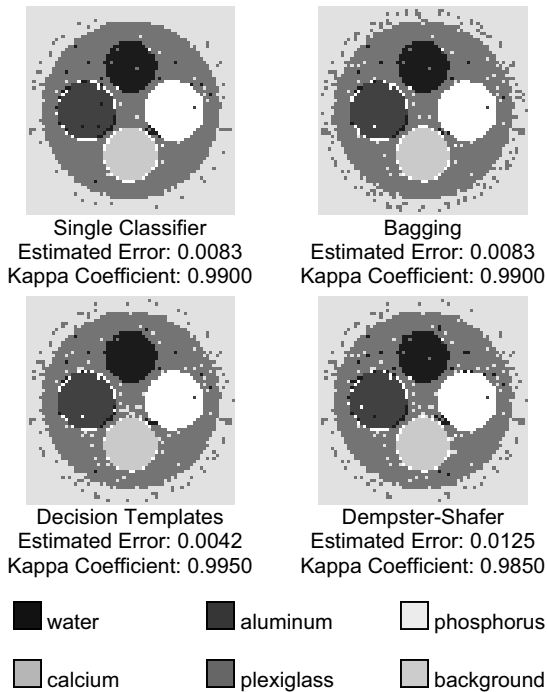 Single Classifier
Estimated Error: 0.0083
Kappa Coefficient: 0.9900
Bagging
Estimated Error: 0.0083
Kappa Coefficient: 0.9900
Decision Templates
Estimated Error: 0.0042
Kappa Coefficient: 0.9950
Dempster-Shafer
Estimated Error: 0.0125
Kappa Coefficient: 0.9850
water
aluminum
phosphorus
calcium
plexiglass
background